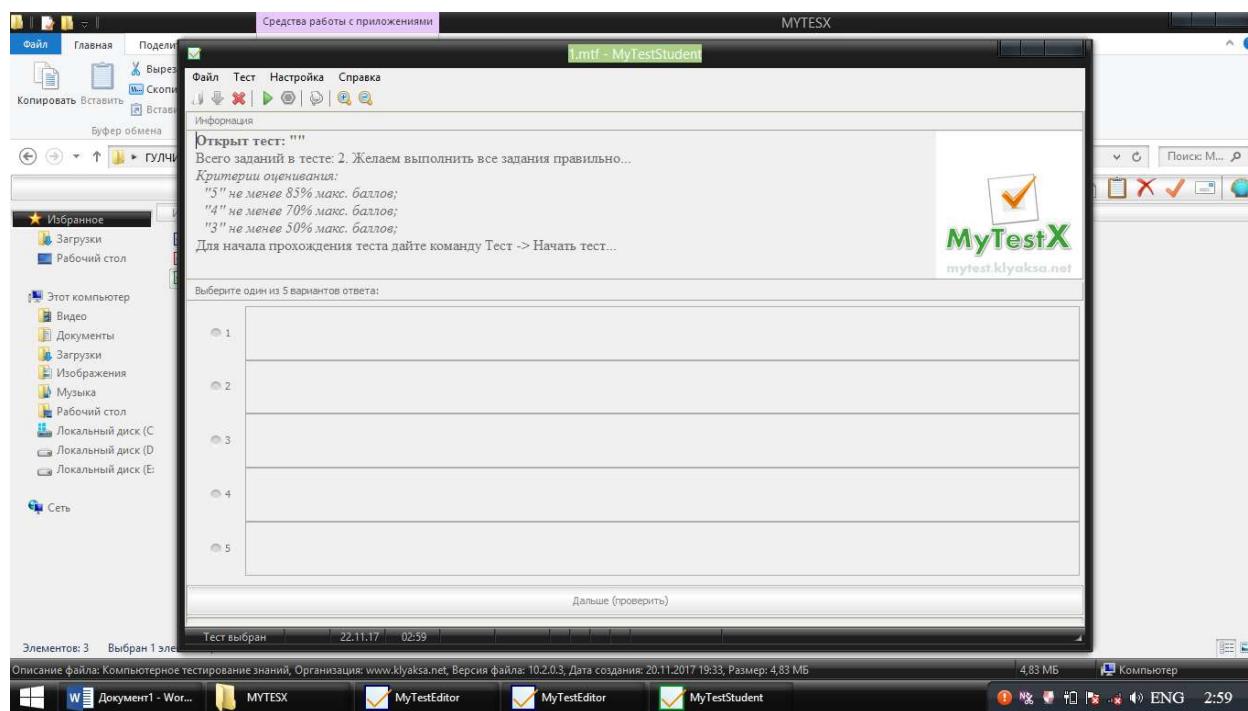 Средства работы с приложениями
MYTESX
Файл Главная Подели
Выре
Скопи
Встав
Копировать Вставить
Буфер обмена
1.mtf - MyTestStudent
Файл Тест Настройка Справка
Информация
Открыт тест: ""
Всего заданий в тесте: 2. Желаем выполнить все задания правильно...
Критерии оценивания:
"5" не менее 85% макс. баллов;
"4" не менее 70% макс. баллов;
"3" не менее 50% макс. баллов;
Для начала прохождения теста дайте команду Тест -> Начать тест...
MyTestX
mytest.klyaksa.net
Выберите один из 5 вариантов ответа:
1
2
3
4
5
Дальше (проверить)
Тест выбран 22.11.17 02:59
ГУЛЧИ
Поиск: M...
Избранное
Загрузки
Рабочий стол
Этот компьютер
Видео
Документы
Загрузки
Изображения
Музыка
Рабочий стол
Локальный диск (C
Локальный диск (D
Локальный диск (E:
Сеть
Элементов: 3 Выбран 1 эле
Описание файла: Компьютерное тестирование знаний, Организация: www.klyaksa.net, Версия файла: 10.2.0.3, Дата создания: 20.11.2017 19:33, Размер: 4,83 МБ
4,83 МБ
Компьютер
Документ1 - Wor...
MYTESX
MyTestEditor
MyTestEditor
MyTestStudent
ENG 2:59